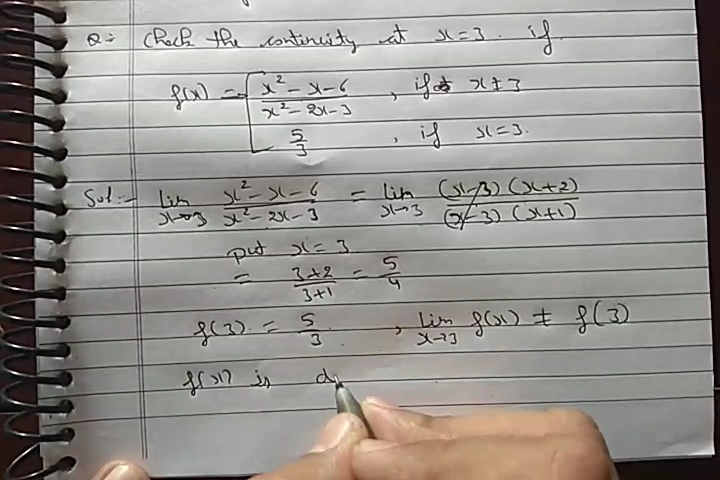 Q:- Check the continuity at x=3. if
f(x) = x² - x - 6 / x² - 2x - 3 , if x ≠ 3
5/3 , if x=3.
Sol:- lim x→3 x² - x - 6 / x² - 2x - 3 = lim x→3 (x-3)(x+2) / (x-3)(x+1)
put x = 3
= 3+2 / 3+1 = 5/4
f(3) = 5/3 , lim x→3 f(x) ≠ f(3)
f(x) is di